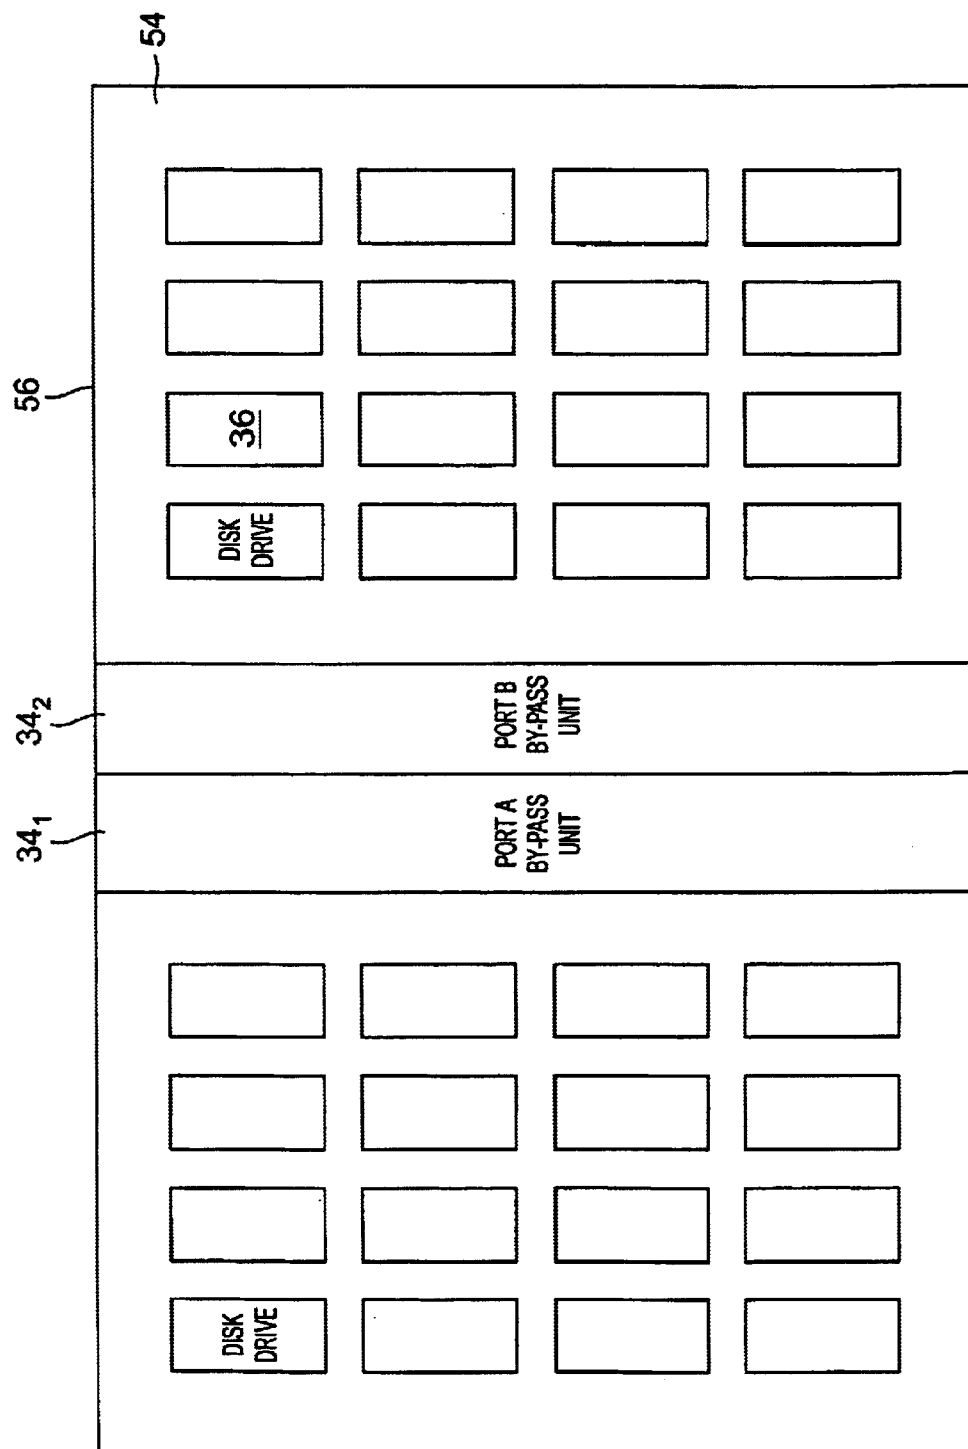 34₁
34₂
56
54
DISK
DRIVE
DISK
DRIVE
36
PORT A
BY-PASS
UNIT
PORT B
BY-PASS
UNIT